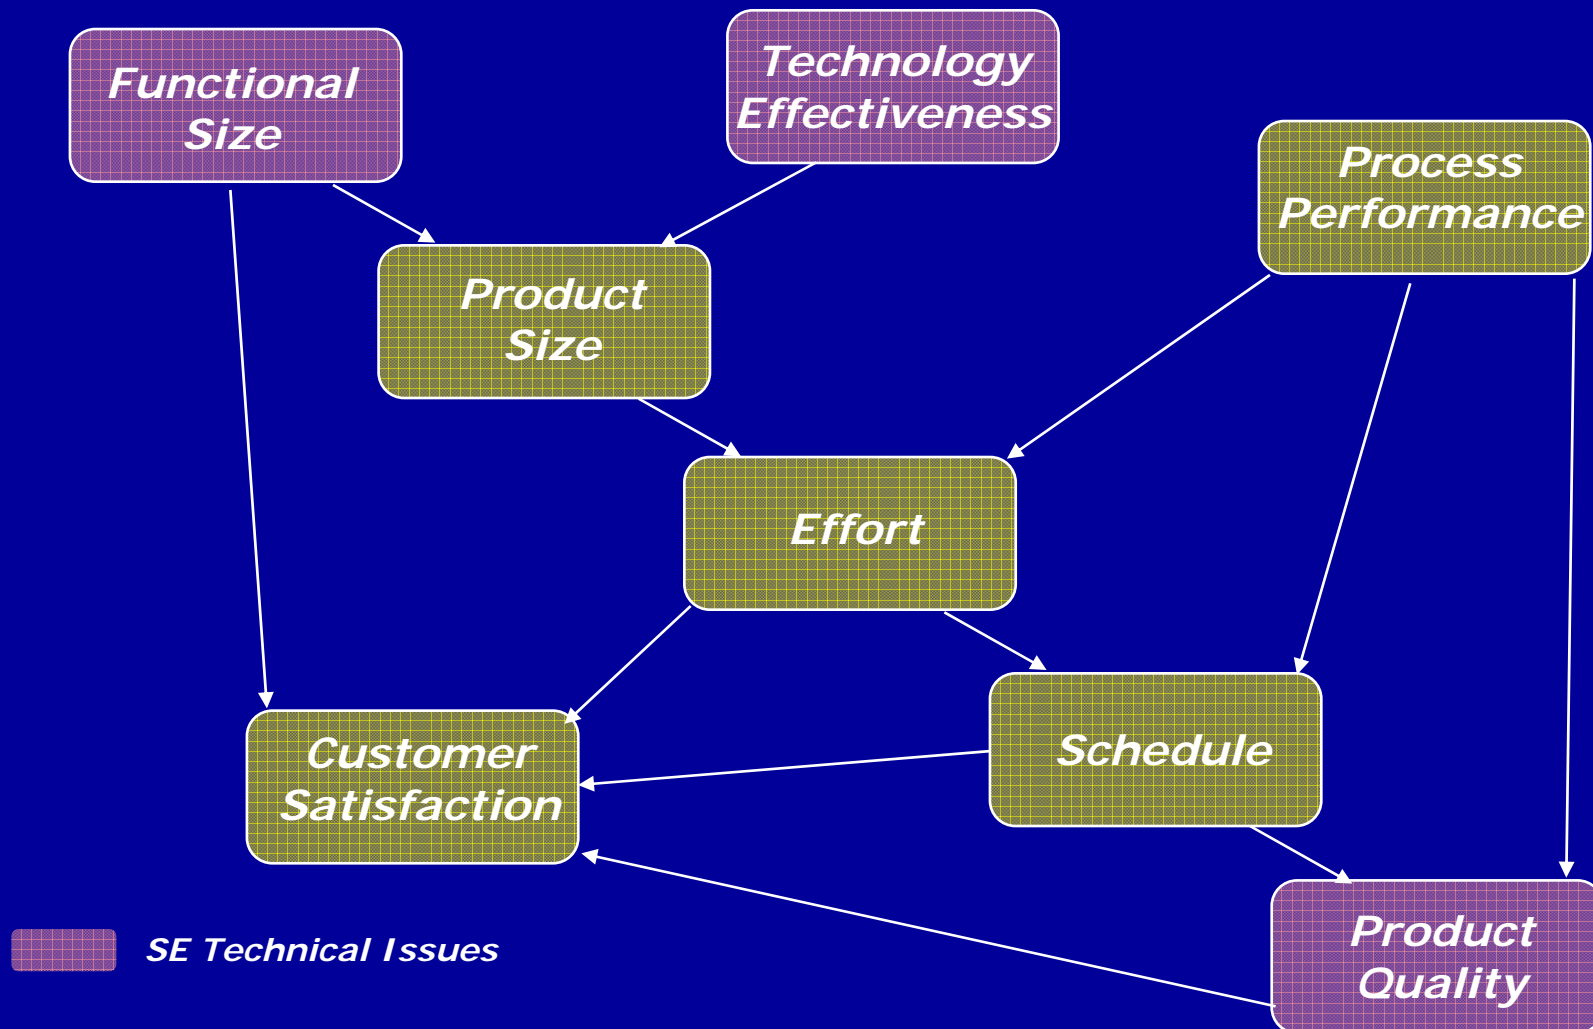 Functional
Size
Technology
Effectiveness
Process
Performance
Product
Size
Effort
Customer
Satisfaction
Schedule
Product
Quality
SE Technical Issues